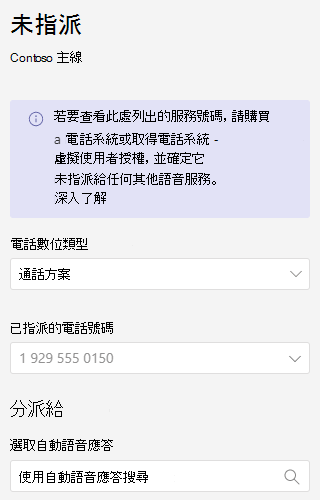 未指派
Contoso 主線
若要查看此處列出的服務號碼, 請購買
a 電話系統或取得電話系統 -
虛擬使用者授權, 並確定它
未指派給任何其他語音服務。
深入了解
電話數位類型
通話方案
已指派的電話號碼
1 929 555 0150
分派給
選取自動語音應答
使用自動語音應答搜尋